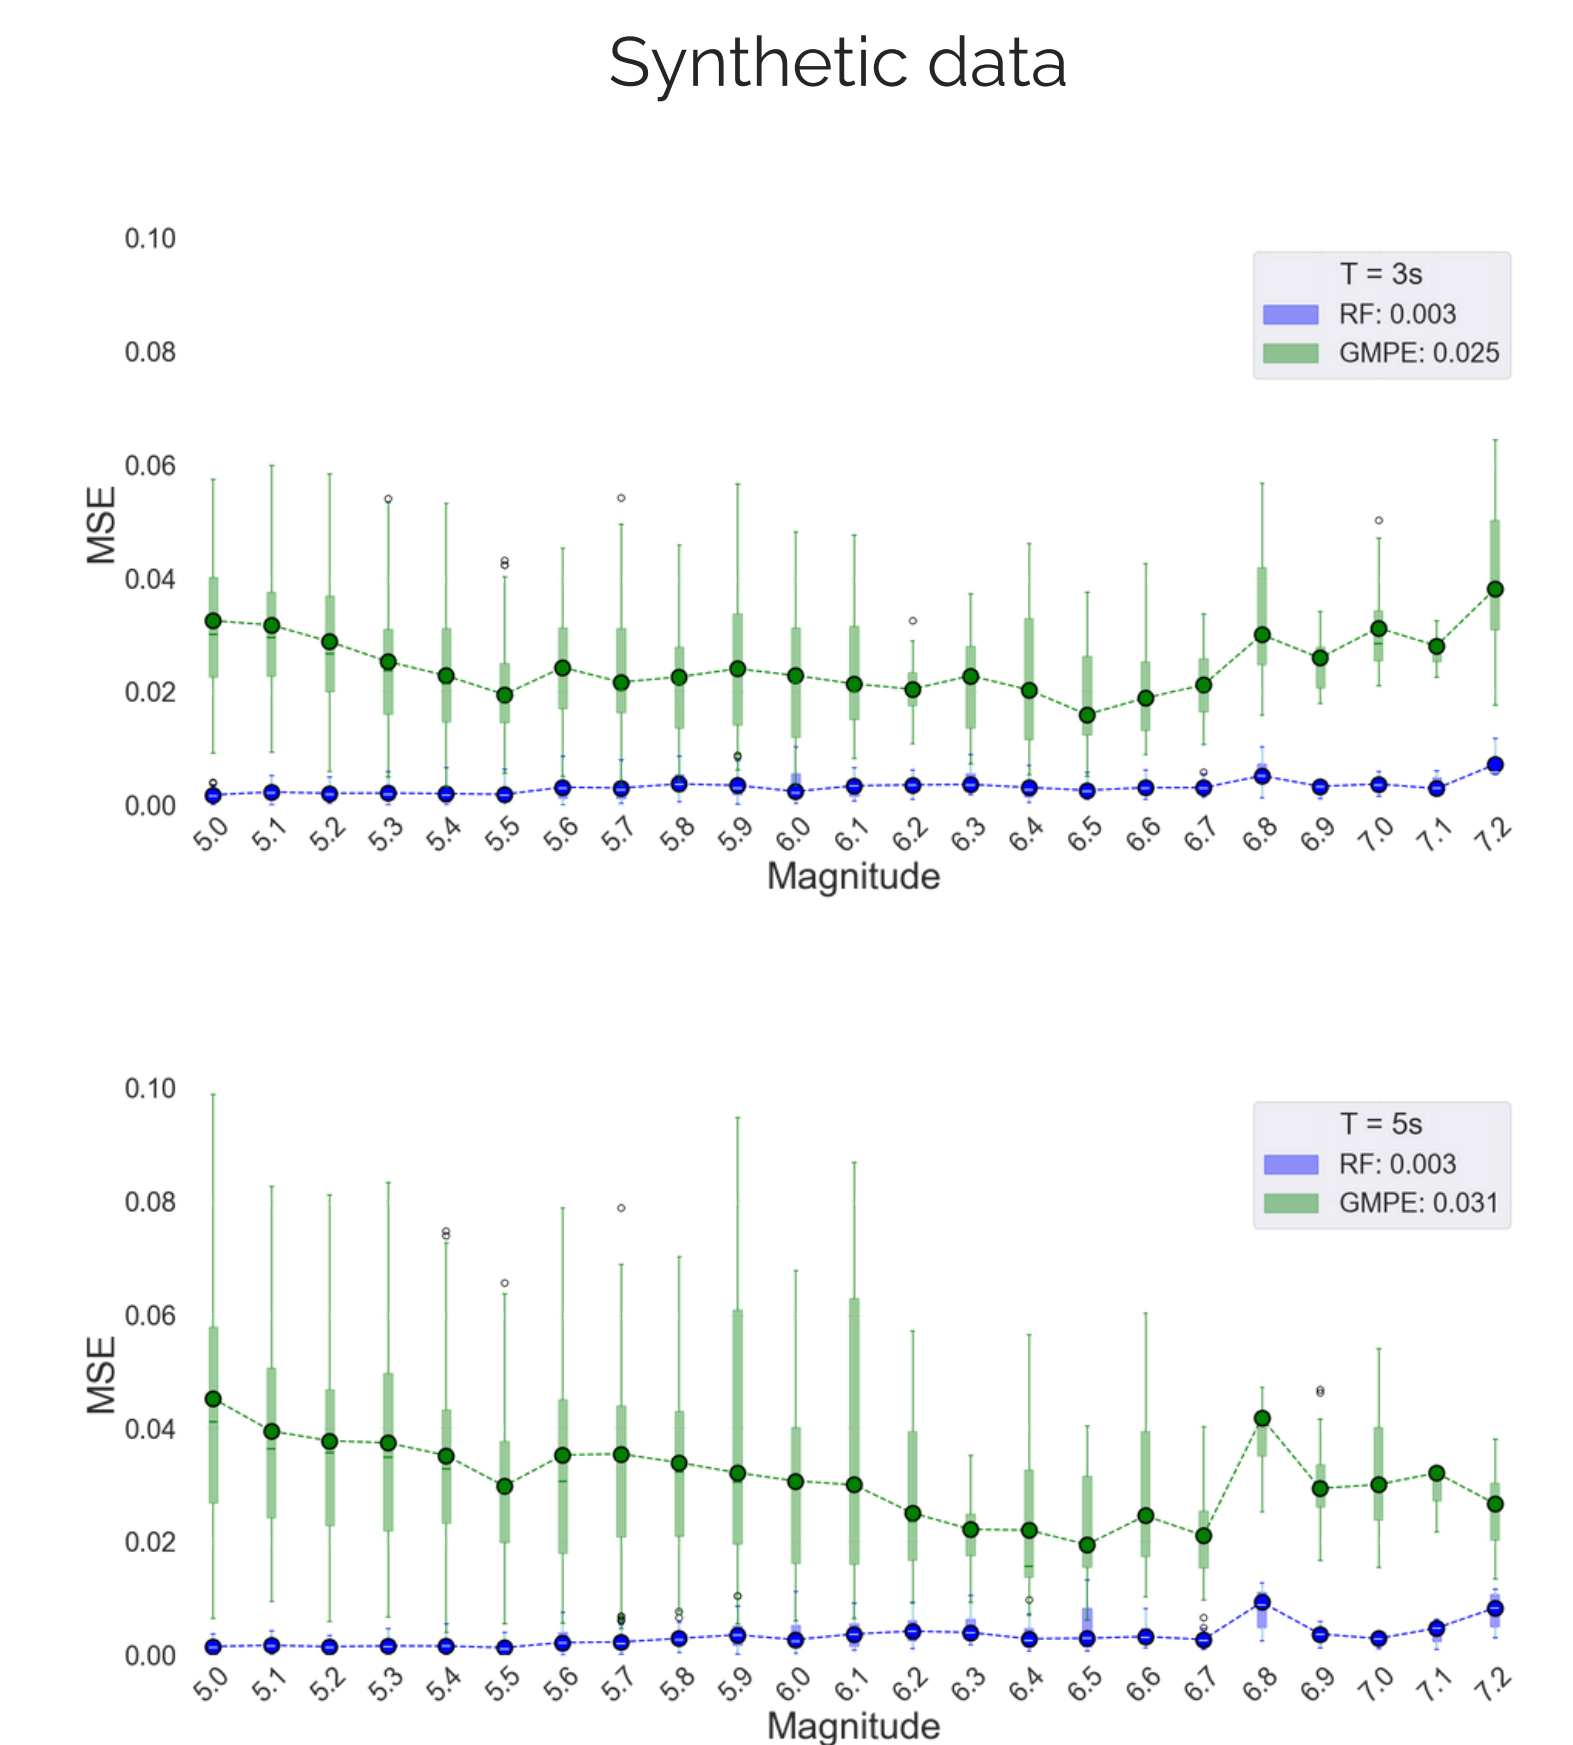 Synthetic data
0.10
0.08
0.06
0.04
0.02
0.00
MSE
T = 3s
RF: 0.003
GMPE: 0.025
5.0 5.1 5.2 5.3 5.4 5.5 5.6 5.7 5.8 5.9 6.0 6.1 6.2 6.3 6.4 6.5 6.6 6.7 6.8 6.9 7.0 7.1 7.2
Magnitude
0.10
0.08
0.06
0.04
0.02
0.00
MSE
T = 5s
RF: 0.003
GMPE: 0.031
5.0 5.1 5.2 5.3 5.4 5.5 5.6 5.7 5.8 5.9 6.0 6.1 6.2 6.3 6.4 6.5 6.6 6.7 6.8 6.9 7.0 7.1 7.2
Magnitude